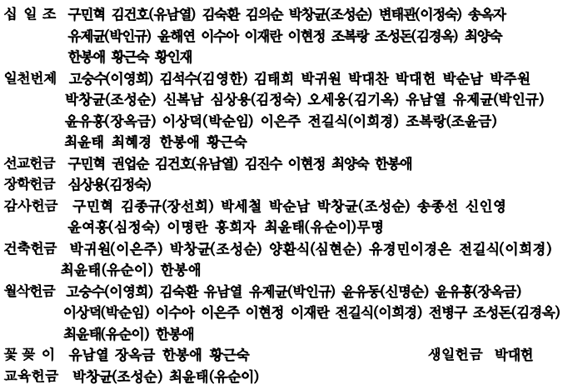 십 일 조 구민혁 김건호(유남열) 김숙환 김의순 박창균(조성순) 변태관(이정숙) 송옥자
유제균(박인규) 윤해연 이수아 이재란 이현정 조복랑 조성돈(김경옥) 최양숙
한봉애 황근숙 황인재
일천번제 고승수(이영희) 김석수(김영한) 김태희 박귀원 박대찬 박대헌 박순남 박주원
박창균(조성순) 신복남 심상용(김정숙) 오세웅(김기옥) 유남열 유제균(박인규)
윤유흥(장옥금) 이상덕(박순임) 이은주 전길식(이희경) 조복랑(조윤금)
최윤태 최혜경 한봉애 황근숙
선교헌금 구민혁 권업순 김건호(유남열) 김진수 이현정 최양숙 한봉애
장학헌금 심상용(김정숙)
감사헌금 구민혁 김종규(장선희) 박세철 박순남 박창균(조성순) 송종선 신인영
윤여홍(심정숙) 이명란 홍희자 최윤태(유순이)무명
건축헌금 박귀원(이은주) 박창균(조성순) 양환식(심현순) 유경민이경은 전길식(이희경)
최윤태(유순이) 한봉애
월삭헌금 고승수(이영희) 김숙환 유남열 유제균(박인규) 윤유동(신명순) 윤유흥(장옥금)
이상덕(박순임) 이수아 이은주 이현정 이재란 전길식(이희경) 전병구 조성돈(김경옥)
최윤태(유순이) 한봉애
꽃 꽂 이 유남열 장옥금 한봉애 황근숙 생일헌금 박대헌
교육헌금 박창균(조성순) 최윤태(유순이)